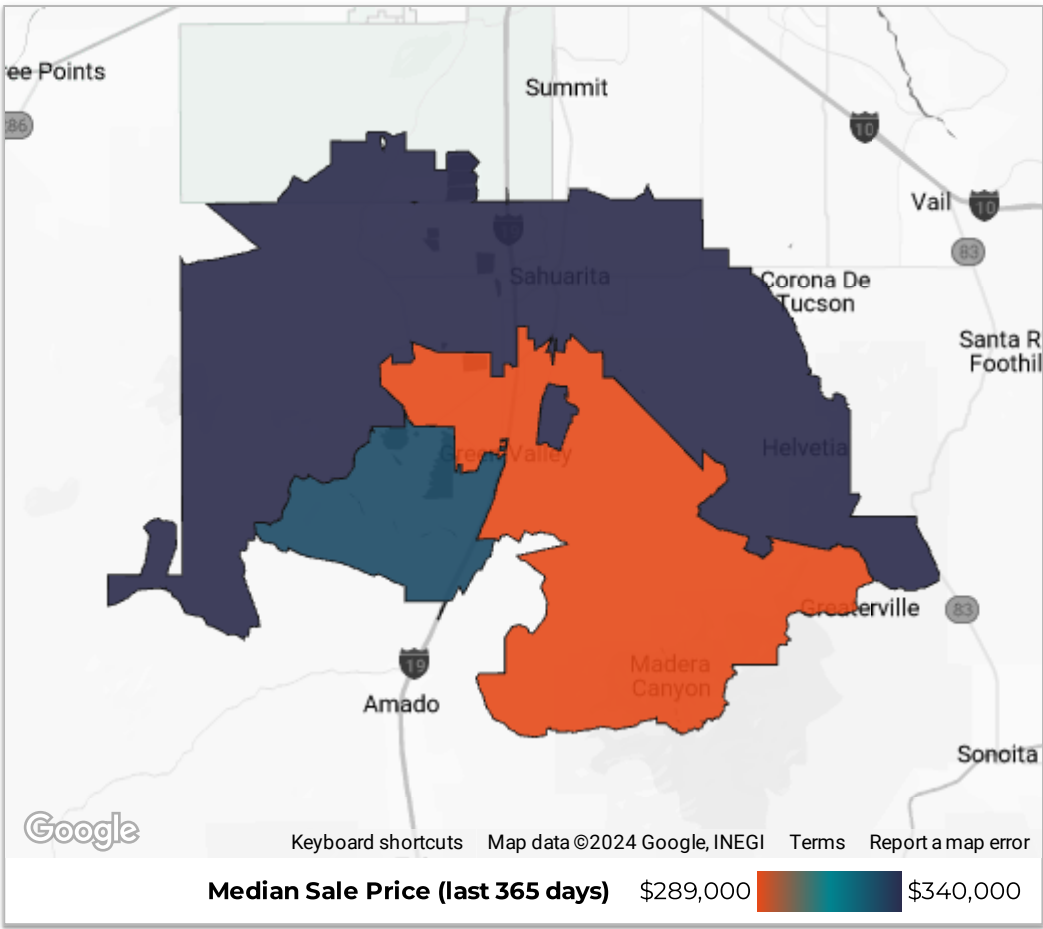 ree Points
Summit
86
10
Vail
10
19
83
Sahuarita
Corona De
Tucson
Santa R
Foothil
Green Valley
Helvetia
Greaterville
83
19
Madera
Canyon
Amado
Sonoita
Google
Keyboard shortcuts Map data ©2024 Google, INEGI Terms Report a map error
Median Sale Price (last 365 days) $289,000 $340,000